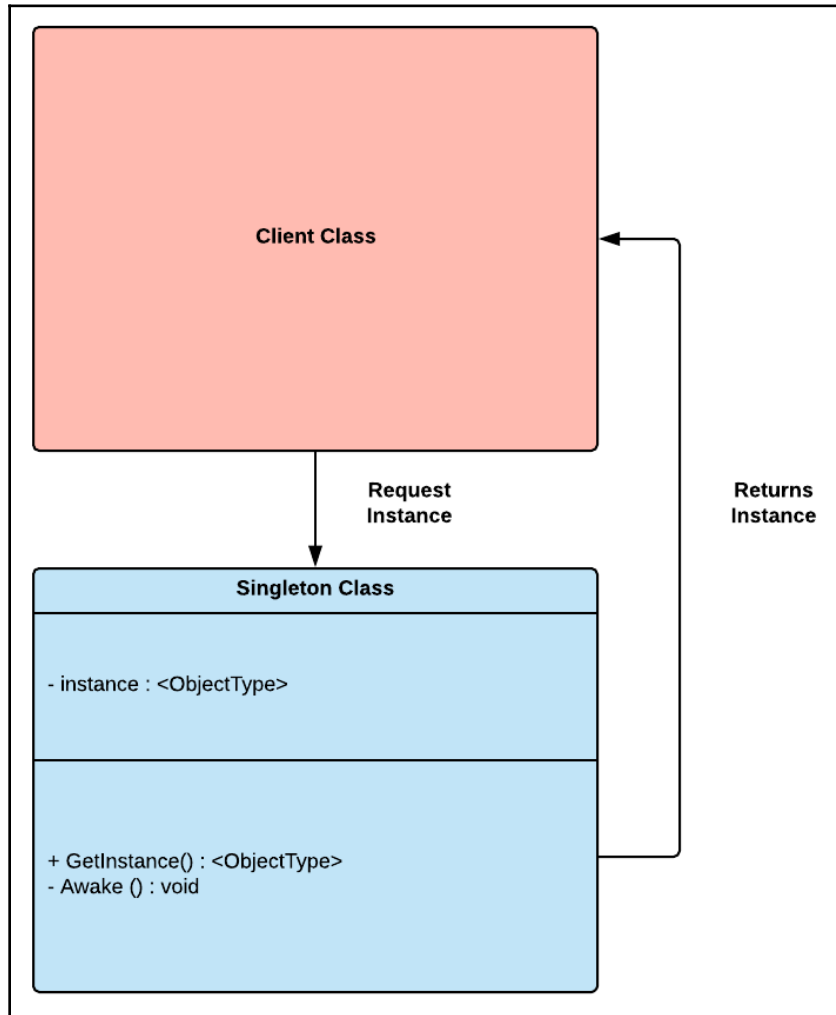 Client Class
Request
Instance
Returns
Instance
Singleton Class
- instance : <ObjectType>
+ GetInstance() : <ObjectType>
- Awake () : void